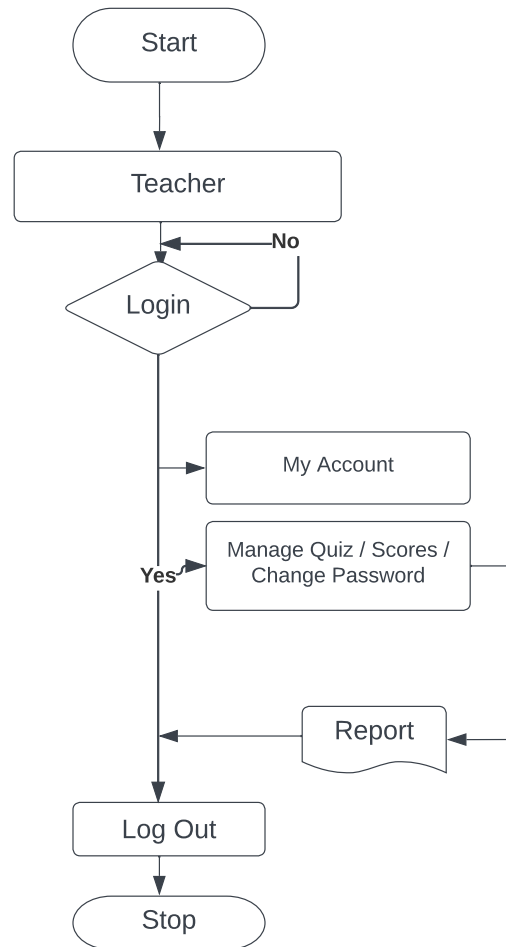 Start
Teacher
No
Login
My Account
Manage Quiz / Scores /
Change Password
Yes
Report
Log Out
Stop